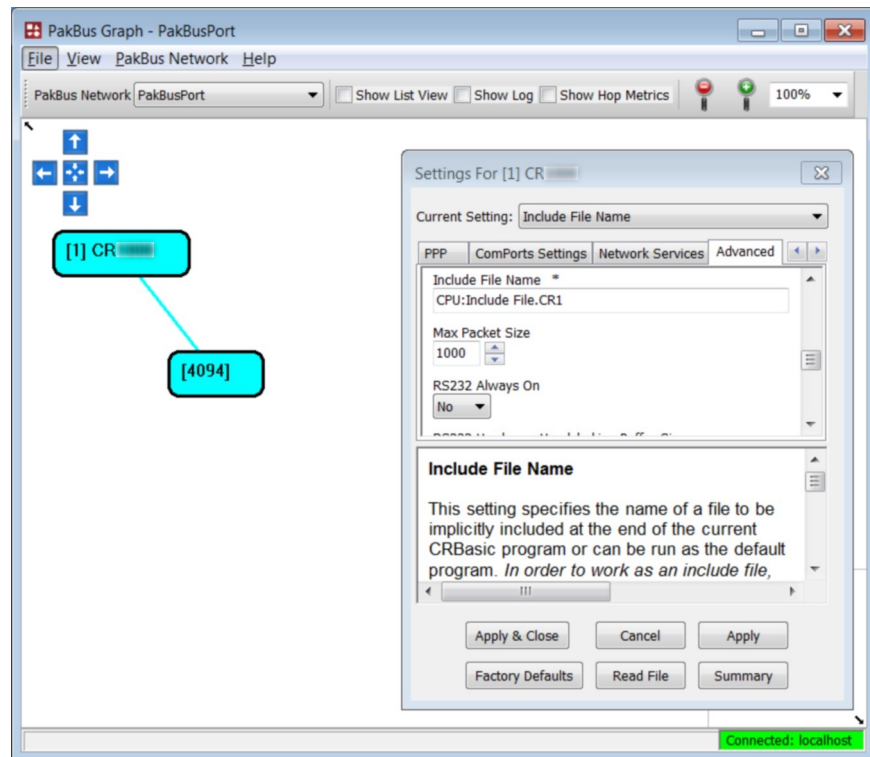 PakBus Graph - PakBusPort
File View PakBus Network Help
PakBus Network PakBusPort Show List View Show Log Show Hop Metrics 100%
Settings For [1] CR
Current Setting: Include File Name
[1] CR
PPP ComPorts Settings Network Services Advanced
Include File Name *
CPU:Include File.CR1
Max Packet Size
1000
[4094]
RS232 Always On
No
Include File Name
This setting specifies the name of a file to be
implicitly included at the end of the current
CRBasic program or can be run as the default
program. In order to work as an include file,
Apply & Close Cancel Apply
Factory Defaults Read File Summary
Connected: localhost